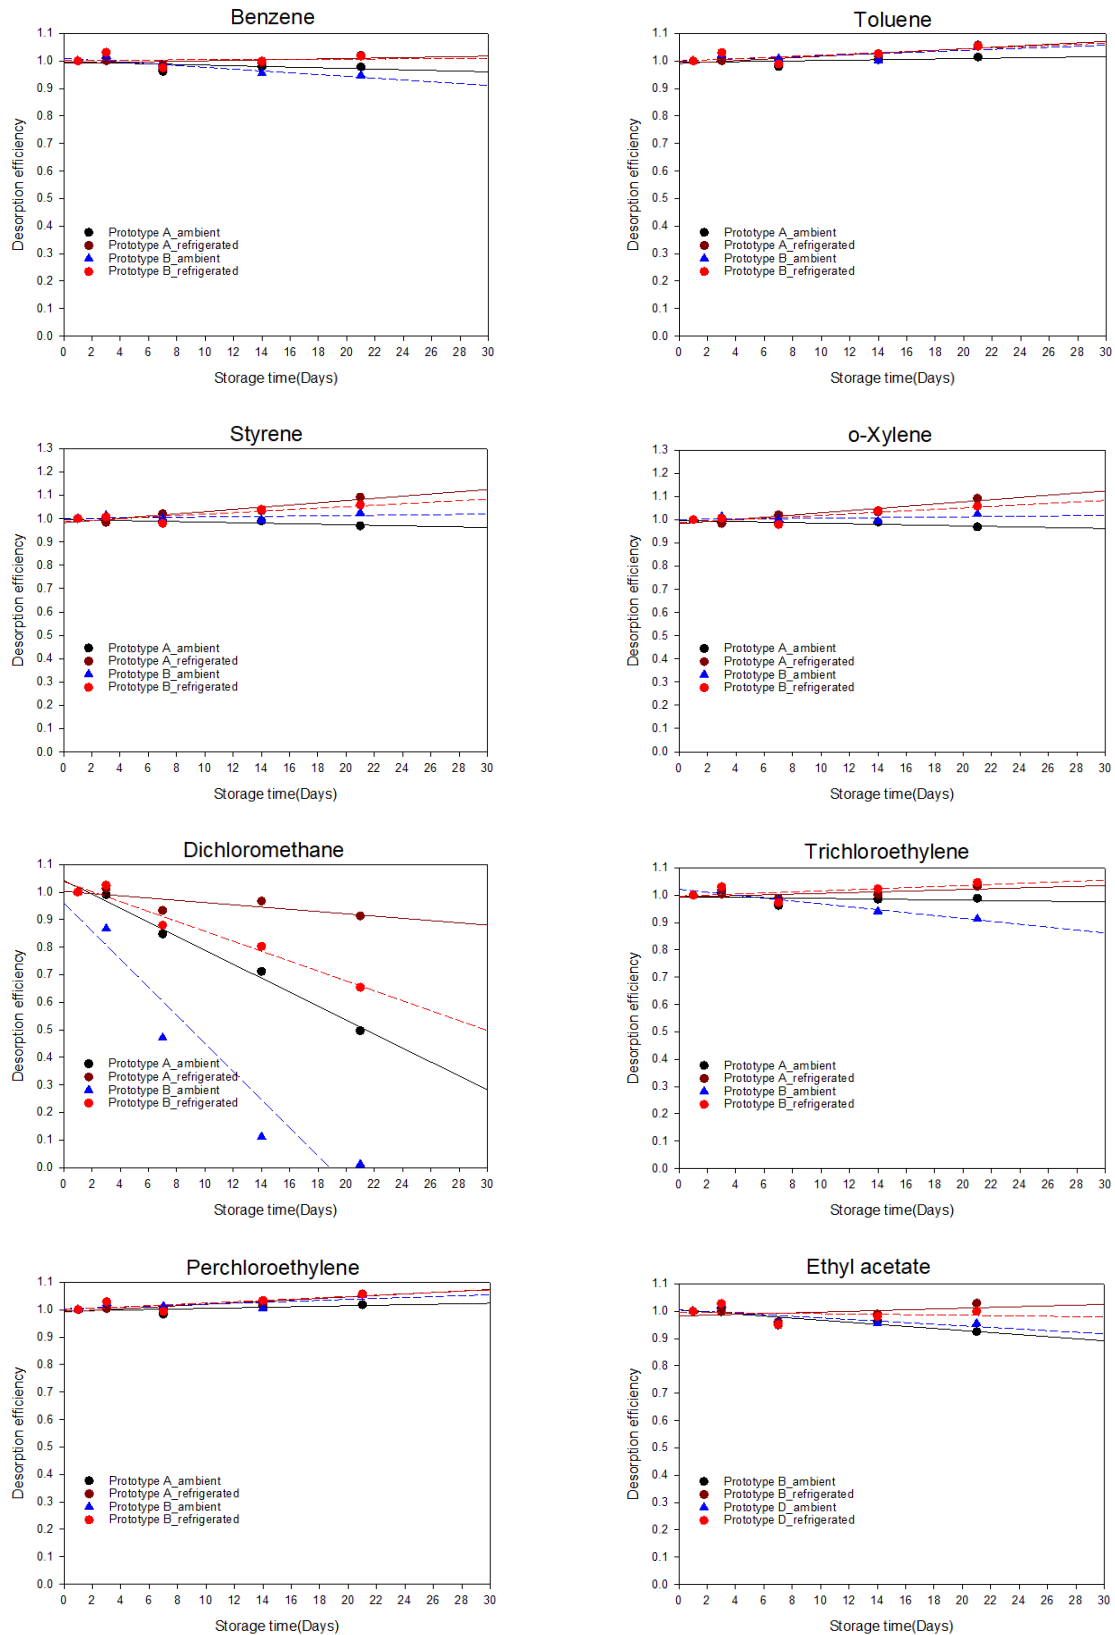 Benzene
1.1
1.0
0.9
0.8
0.7
0.6
0.5
0.4
0.3
0.2
0.1
0.0
Desorption efficiency
Prototype A_ambient
Prototype A_refrigerated
Prototype B_ambient
Prototype B_refrigerated
0 2 4 6 8 10 12 14 16 18 20 22 24 26 28 30
Storage time(Days)
Toluene
1.1
1.0
0.9
0.8
0.7
0.6
0.5
0.4
0.3
0.2
0.1
0.0
Desorption efficiency
Prototype A_ambient
Prototype A_refrigerated
Prototype B_ambient
Prototype B_refrigerated
0 2 4 6 8 10 12 14 16 18 20 22 24 26 28 30
Storage time(Days)
Styrene
1.3
1.2
1.1
1.0
0.9
0.8
0.7
0.6
0.5
0.4
0.3
0.2
0.1
0.0
Desorption efficiency
Prototype A_ambient
Prototype A_refrigerated
Prototype B_ambient
Prototype B_refrigerated
0 2 4 6 8 10 12 14 16 18 20 22 24 26 28 30
Storage time(Days)
o-Xylene
1.3
1.2
1.1
1.0
0.9
0.8
0.7
0.6
0.5
0.4
0.3
0.2
0.1
0.0
Desorption efficiency
Prototype A_ambient
Prototype A_refrigerated
Prototype B_ambient
Prototype B_refrigerated
0 2 4 6 8 10 12 14 16 18 20 22 24 26 28 30
Storage time(Days)
Dichloromethane
1.1
1.0
0.9
0.8
0.7
0.6
0.5
0.4
0.3
0.2
0.1
0.0
Desorption efficiency
Prototype A_ambient
Prototype A_refrigerated
Prototype B_ambient
Prototype B_refrigerated
0 2 4 6 8 10 12 14 16 18 20 22 24 26 28 30
Storage time(Days)
Trichloroethylene
1.1
1.0
0.9
0.8
0.7
0.6
0.5
0.4
0.3
0.2
0.1
0.0
Desorption efficiency
Prototype A_ambient
Prototype A_refrigerated
Prototype B_ambient
Prototype B_refrigerated
0 2 4 6 8 10 12 14 16 18 20 22 24 26 28 30
Storage time(Days)
Perchloroethylene
1.1
1.0
0.9
0.8
0.7
0.6
0.5
0.4
0.3
0.2
0.1
0.0
Desorption efficiency
Prototype A_ambient
Prototype A_refrigerated
Prototype B_ambient
Prototype B_refrigerated
0 2 4 6 8 10 12 14 16 18 20 22 24 26 28 30
Storage time(Days)
Ethyl acetate
1.1
1.0
0.9
0.8
0.7
0.6
0.5
0.4
0.3
0.2
0.1
0.0
Desorption efficiency
Prototype B_ambient
Prototype B_refrigerated
Prototype D_ambient
Prototype D_refrigerated
0 2 4 6 8 10 12 14 16 18 20 22 24 26 28 30
Storage time(Days)